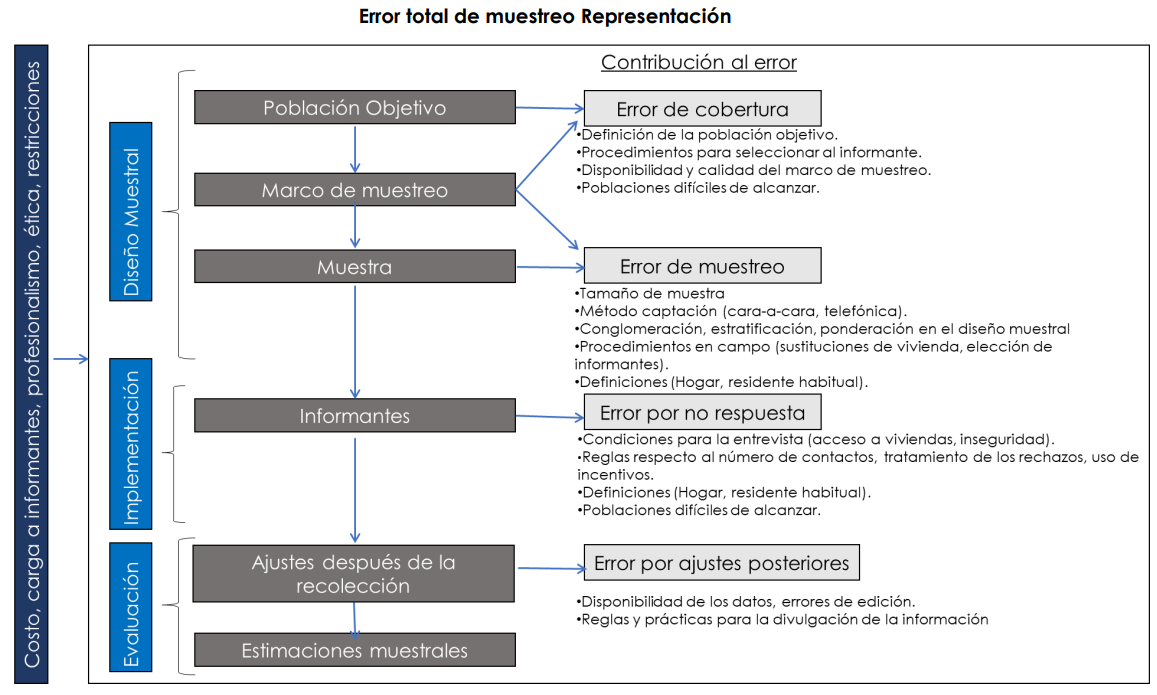 Error total de muestreo Representación
Costo, carga a informantes, profesionalismo, ética, restricciones
Contribución al error
Diseño Muestral
Población Objetivo
Error de cobertura
•Definición de la población objetivo.
•Procedimientos para seleccionar al informante.
•Disponibilidad y calidad del marco de muestreo.
•Poblaciones difíciles de alcanzar.
Marco de muestreo
Muestra
Error de muestreo
•Tamaño de muestra
•Método captación (cara-a-cara, telefónica).
•Conglomeración, estratificación, ponderación en el diseño muestral
•Procedimientos en campo (sustituciones de vivienda, elección de
informantes).
•Definiciones (Hogar, residente habitual).
Implementación
Informantes
Error por no respuesta
•Condiciones para la entrevista (acceso a viviendas, inseguridad).
•Reglas respecto al número de contactos, tratamiento de los rechazos, uso de
incentivos.
•Definiciones (Hogar, residente habitual).
•Poblaciones difíciles de alcanzar.
Evaluación
Ajustes después de la
recolección
Error por ajustes posteriores
•Disponibilidad de los datos, errores de edición.
•Reglas y prácticas para la divulgación de la información
Estimaciones muestrales